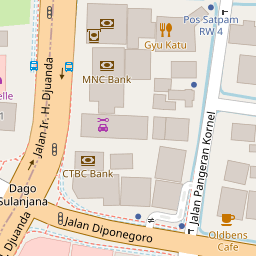 Pos Satpam
RW 4
Gyu Katu
MNC Bank
elle
1
Jalan Ir. H. Djuanda
CTBC Bank
Jalan Pangeran Kornel
Dago
Sulanjana
Djuanda
Jalan Diponegoro
Oldbens
Cafe